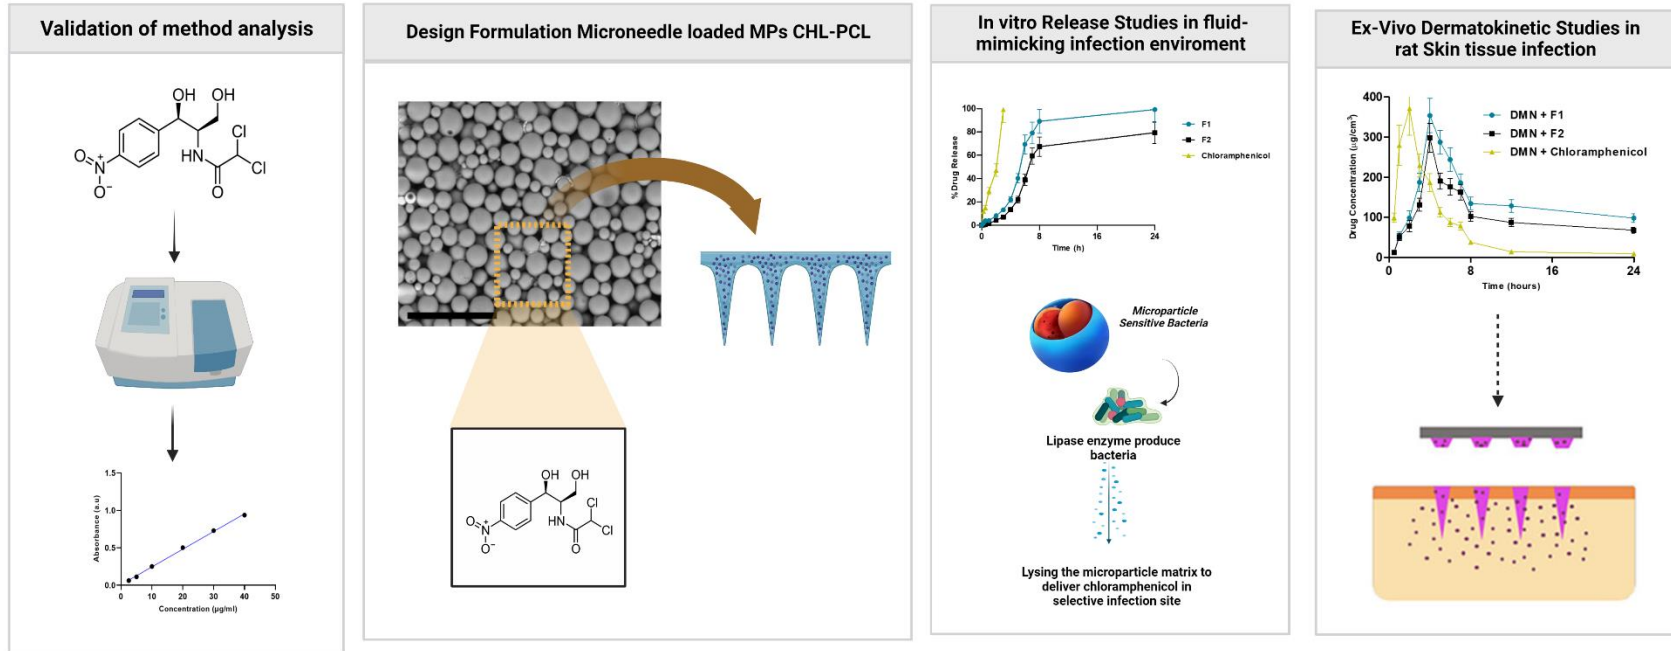 Validation of method analysis
OH
OH
Cl
Cl
HN
O
N+
O
O-
1.5
1.0
0.5
0.0
0
10
20
30
40
50
Absorbance (a.u)
Concentration (µg/ml)
Design Formulation Microneedle loaded MPs CHL-PCL
OH
OH
Cl
Cl
HN
O
N+
O
O-
In vitro Release Studies in fluid-
mimicking infection enviroment
100
80
60
40
20
0
0
8
16
24
% Drug Release
Time (h)
F1
F2
Chloramphenicol
Microparticle
Sensitive Bacteria
Lipase enzyme produce
bacteria
Lysing the microparticle matrix to
deliver chloramphenicol in
selective infection site
Ex-Vivo Dermatokinetic Studies in
rat Skin tissue infection
400
300
200
100
0
0
8
16
24
Drug Concentration (µg/cm³)
Time (hours)
DMN + F1
DMN + F2
DMN + Chloramphenicol